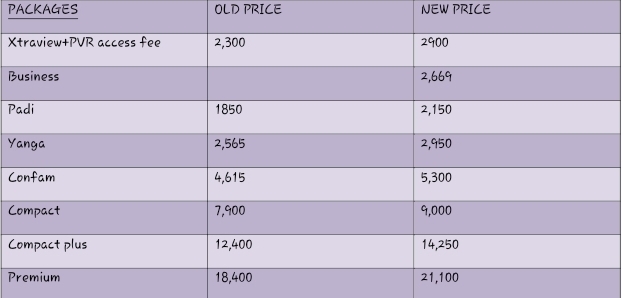 PACKAGES OLD PRICE NEW PRICE
Xtraview+PVR access fee 2,300 2900
Business 2,669
Padi 1850 2,150
Yanga 2,565 2,950
Confam 4,615 5,300
Compact 7,900 9,000
Compact plus 12,400 14,250
Premium 18,400 21,100